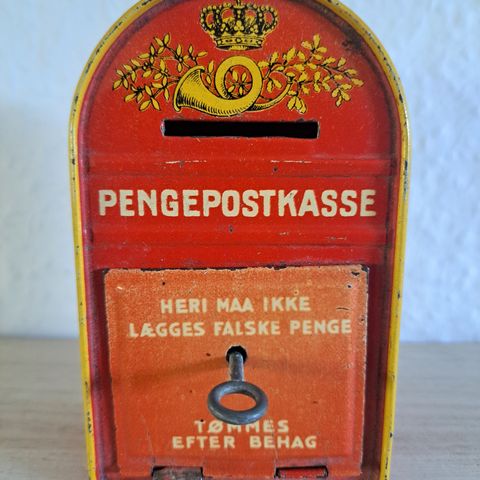 PENGEPOSTKASSE
HERI MAA IKKE
LÆGGES FALSKE PENGE
TØMMES
EFTER BEHAG